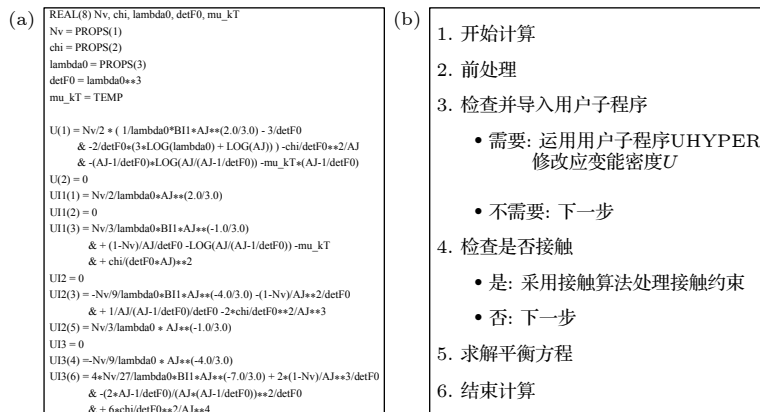 (a)
REAL(8) Nv, chi, lambda0, detF0, mu_kT
Nv = PROPS(1)
chi = PROPS(2)
lambda0 = PROPS(3)
detF0 = lambda0**3
mu_kT = TEMP
U(1) = Nv/2 * ( 1/lambda0*BI1*AJ**(2.0/3.0) - 3/detF0
& -2/detF0*(3*LOG(lambda0) + LOG(AJ)) ) -chi/detF0**2/AJ
& -(AJ-1/detF0)*LOG(AJ/(AJ-1/detF0)) -mu_kT*(AJ-1/detF0)
U(2) = 0
UI1(1) = Nv/2/lambda0*AJ**(2.0/3.0)
UI1(2) = 0
UI1(3) = Nv/3/lambda0*BI1*AJ**(-1.0/3.0)
& + (1-Nv)/AJ/detF0 -LOG(AJ/(AJ-1/detF0)) -mu_kT
& + chi/(detF0*AJ)**2
UI2 = 0
UI2(3) = -Nv/9/lambda0*BI1*AJ**(-4.0/3.0) -(1-Nv)/AJ**2/detF0
& + 1/AJ/(AJ-1/detF0)/detF0 -2*chi/detF0**2/AJ**3
UI2(5) = Nv/3/lambda0 * AJ**(-1.0/3.0)
UI3 = 0
UI3(4)=-Nv/9/lambda0 * AJ**(-4.0/3.0)
UI3(6) = 4*Nv/27/lambda0*BI1*AJ**(-7.0/3.0) + 2*(1-Nv)/AJ**3/detF0
& -(2*AJ-1/detF0)/(AJ*(AJ-1/detF0))**2/detF0
& + 6*chi/detF0**2/AJ**4
(b)
1. 开始计算
2. 前处理
3. 检查并导入用户子程序
• 需要: 运用用户子程序UHYPER
修改应变能密度U
• 不需要: 下一步
4. 检查是否接触
• 是: 采用接触算法处理接触约束
• 否: 下一步
5. 求解平衡方程
6. 结束计算